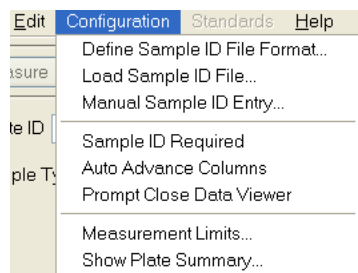 Edit Configuration Standards Help
Define Sample ID File Format...
Load Sample ID File...
Manual Sample ID Entry...
Sample ID Required
Auto Advance Columns
Prompt Close Data Viewer
Measurement Limits...
Show Plate Summary...
asure
te ID
ple Ty